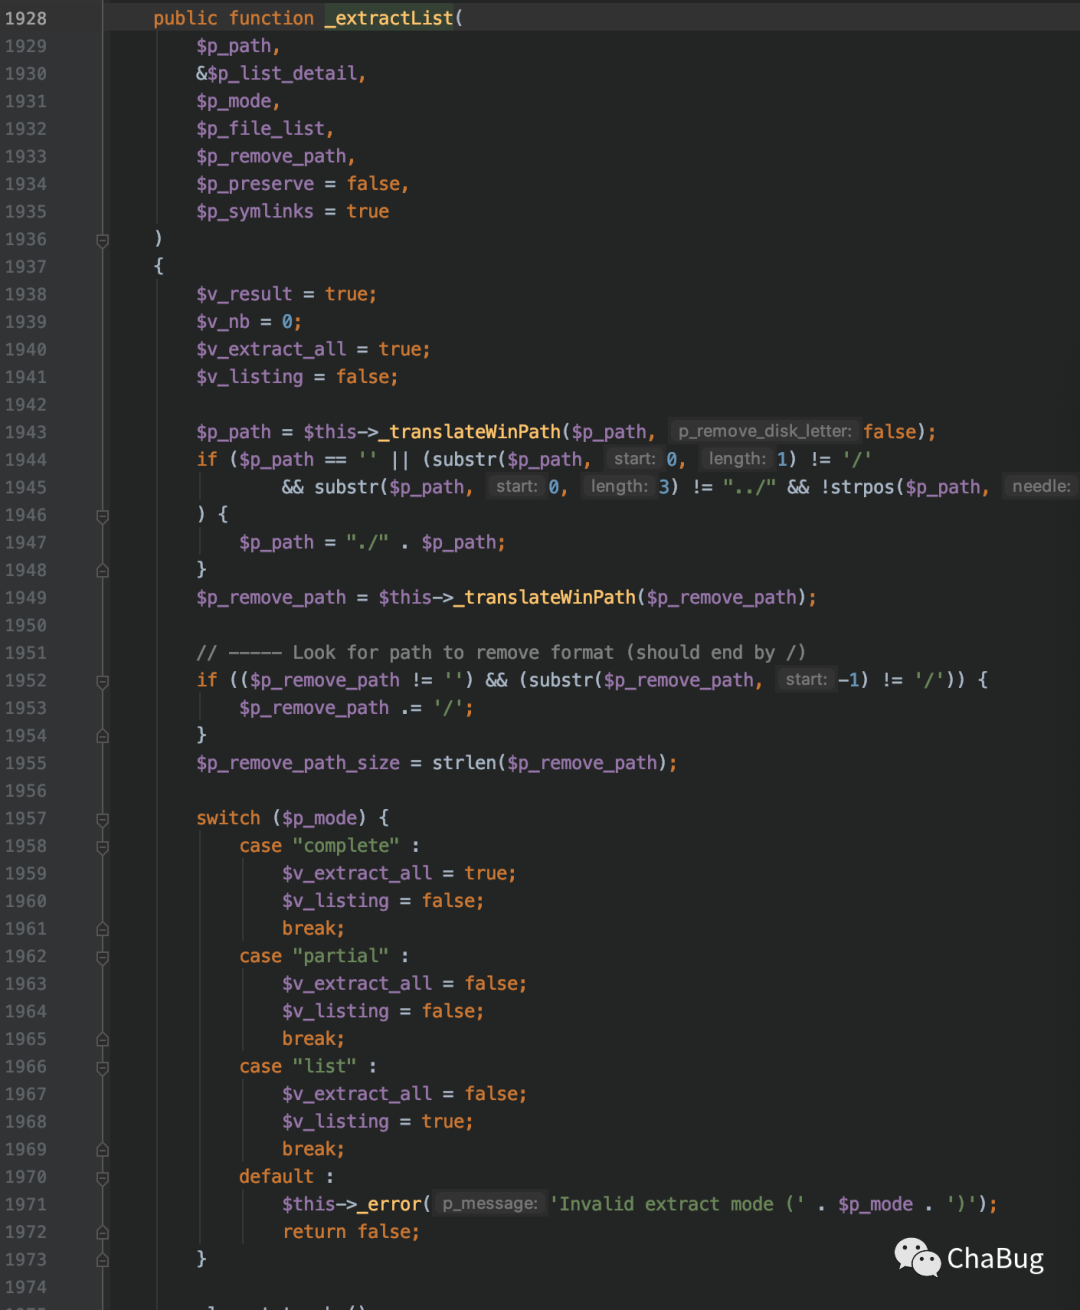 1928 public function _extractList(
1929 $p_path,
1930 &$p_list_detail,
1931 $p_mode,
1932 $p_file_list,
1933 $p_remove_path,
1934 $p_preserve = false,
1935 $p_symlinks = true
1936 )
1937 {
1938 $v_result = true;
1939 $v_nb = 0;
1940 $v_extract_all = true;
1941 $v_listing = false;
1942
1943 $p_path = $this->_translateWinPath($p_path, p_remove_disk_letter: false);
1944 if ($p_path == '' || (substr($p_path, start: 0, length: 1) != '/'
1945 && substr($p_path, start: 0, length: 3) != "../" && !strpos($p_path, needle:
1946 ) {
1947 $p_path = "./" . $p_path;
1948 }
1949 $p_remove_path = $this->_translateWinPath($p_remove_path);
1950
1951 // ----- Look for path to remove format (should end by /)
1952 if (($p_remove_path != '') && (substr($p_remove_path, start: -1) != '/')) {
1953 $p_remove_path .= '/';
1954 }
1955 $p_remove_path_size = strlen($p_remove_path);
1956
1957 switch ($p_mode) {
1958 case "complete" :
1959 $v_extract_all = true;
1960 $v_listing = false;
1961 break;
1962 case "partial" :
1963 $v_extract_all = false;
1964 $v_listing = false;
1965 break;
1966 case "list" :
1967 $v_extract_all = false;
1968 $v_listing = true;
1969 break;
1970 default :
1971 $this->_error( p_message: 'Invalid extract mode (' . $p_mode . ')');
1972 return false;
1973 }
1974
ChaBug